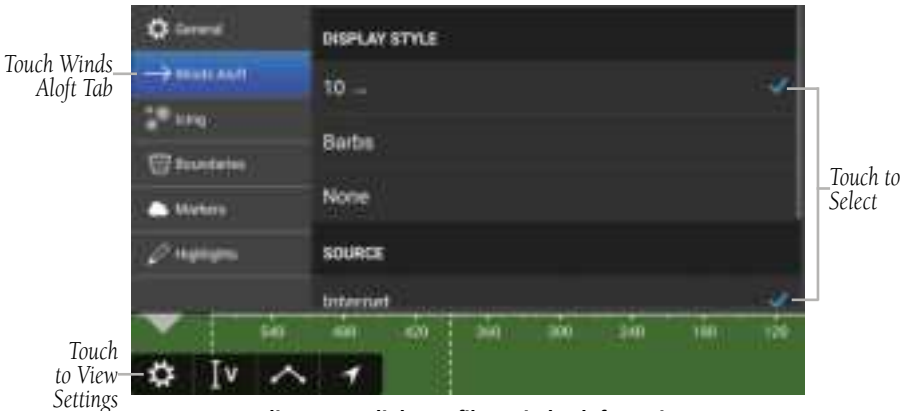 General
DISPLAY STYLE
Touch Winds
Aloft Tab
Winds Aloft
10
Icing
Barbs
Boundaries
Touch to
Select
None
Markers
Highlights
SOURCE
Internet
540 480 420 360 300 240 180 120
Touch
to View
Settings
V